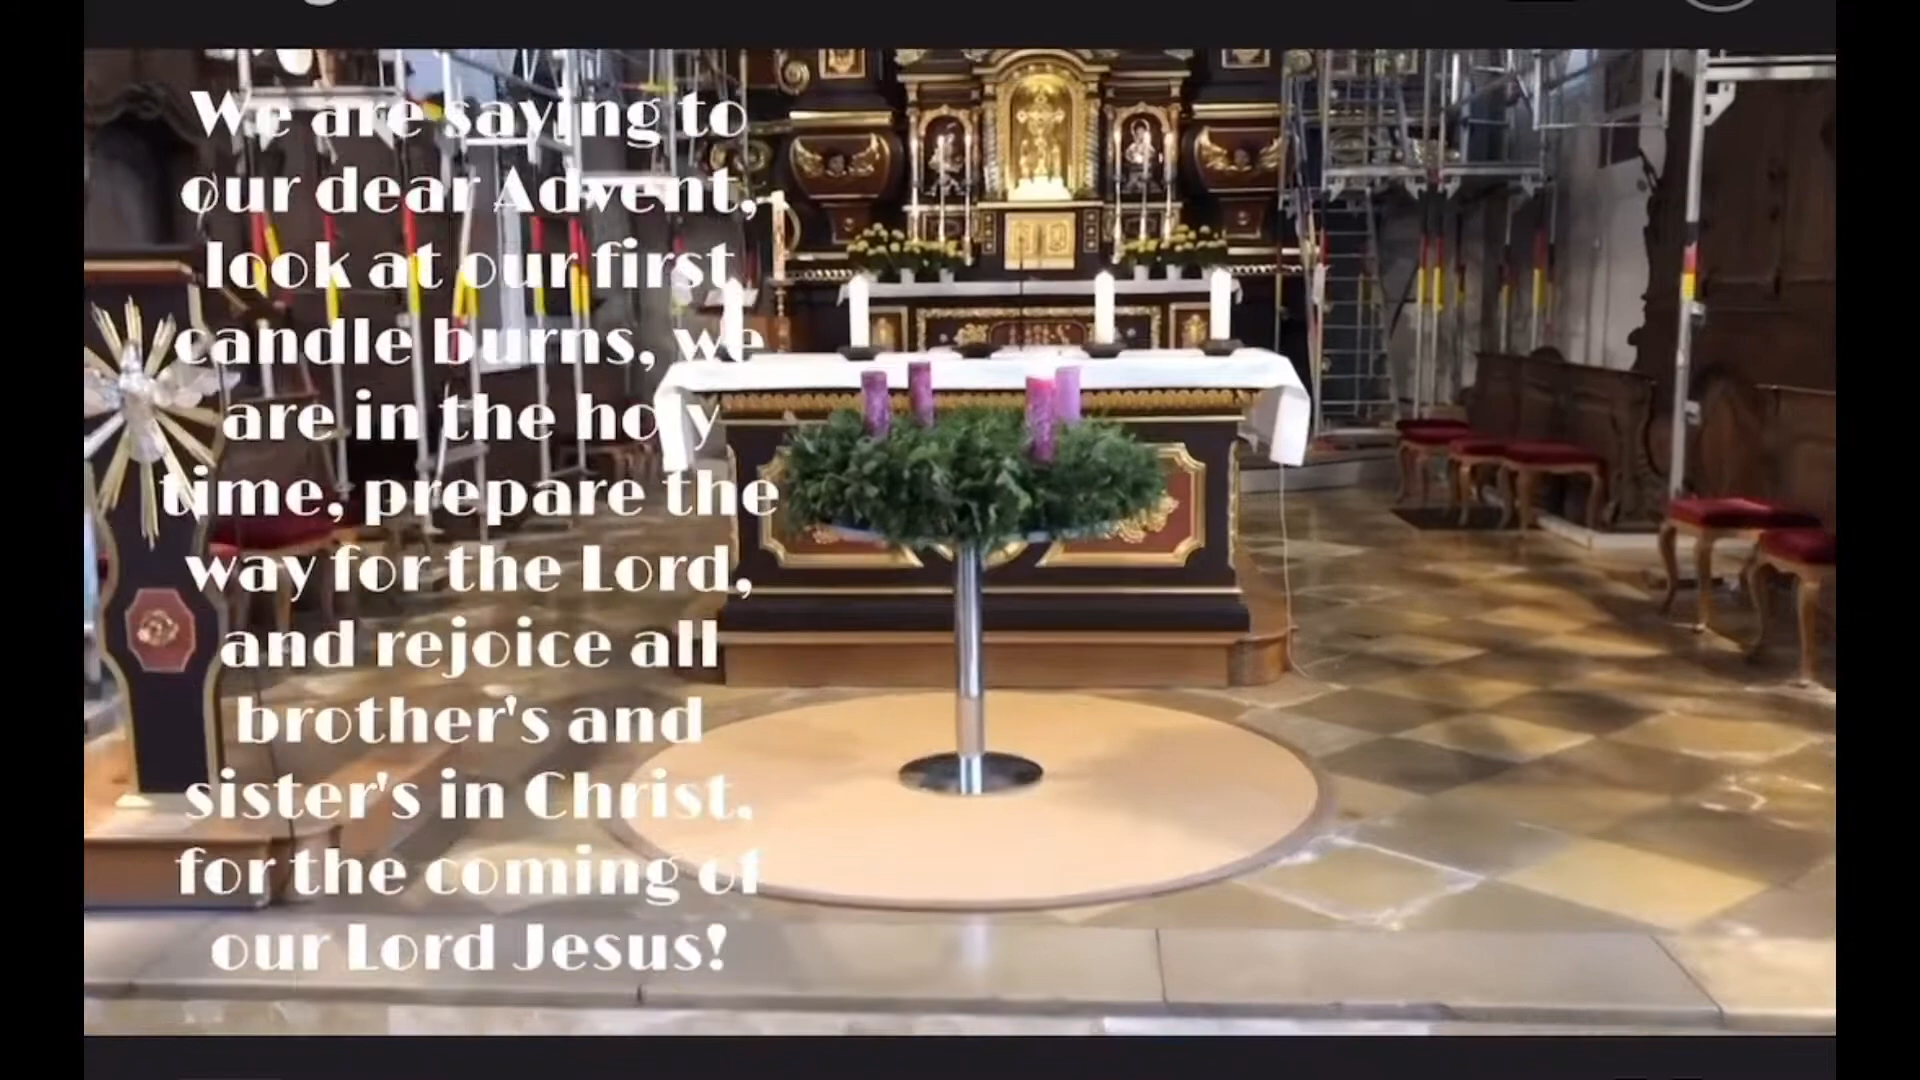 We are saying to
our dear Advent,
look at our first
candle burns, we
are in the holy
time, prepare the
way for the Lord,
and rejoice all
brother's and
sister's in Christ,
for the coming of
our Lord Jesus!